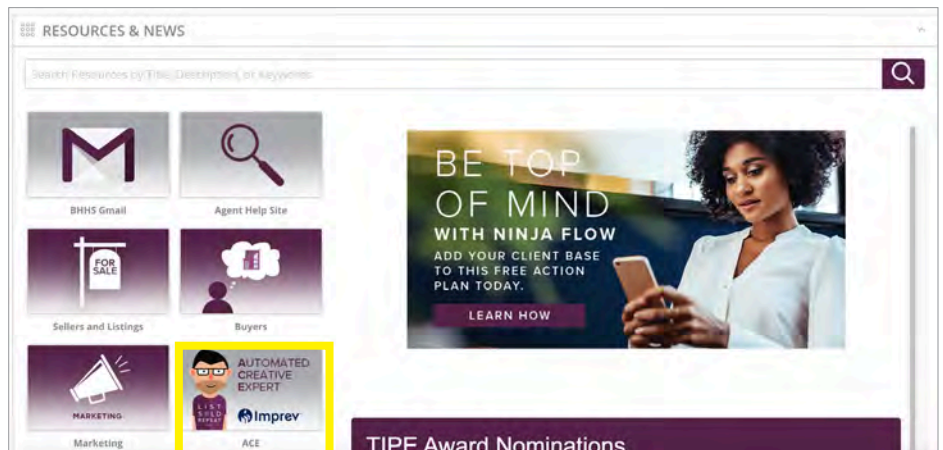 RESOURCES & NEWS
Search Resources by Title, Description, or Keywords
BHHS Gmail
Agent Help Site
FOR
SALE
Sellers and Listings
Buyers
MARKETING
Marketing
AUTOMATED
CREATIVE
EXPERT
LIST
SOLD
REPEAT
Imprev
ACE
BE TOP
OF MIND
WITH NINJA FLOW
ADD YOUR CLIENT BASE
TO THIS FREE ACTION
PLAN TODAY.
LEARN HOW
TIPE Award Nominations